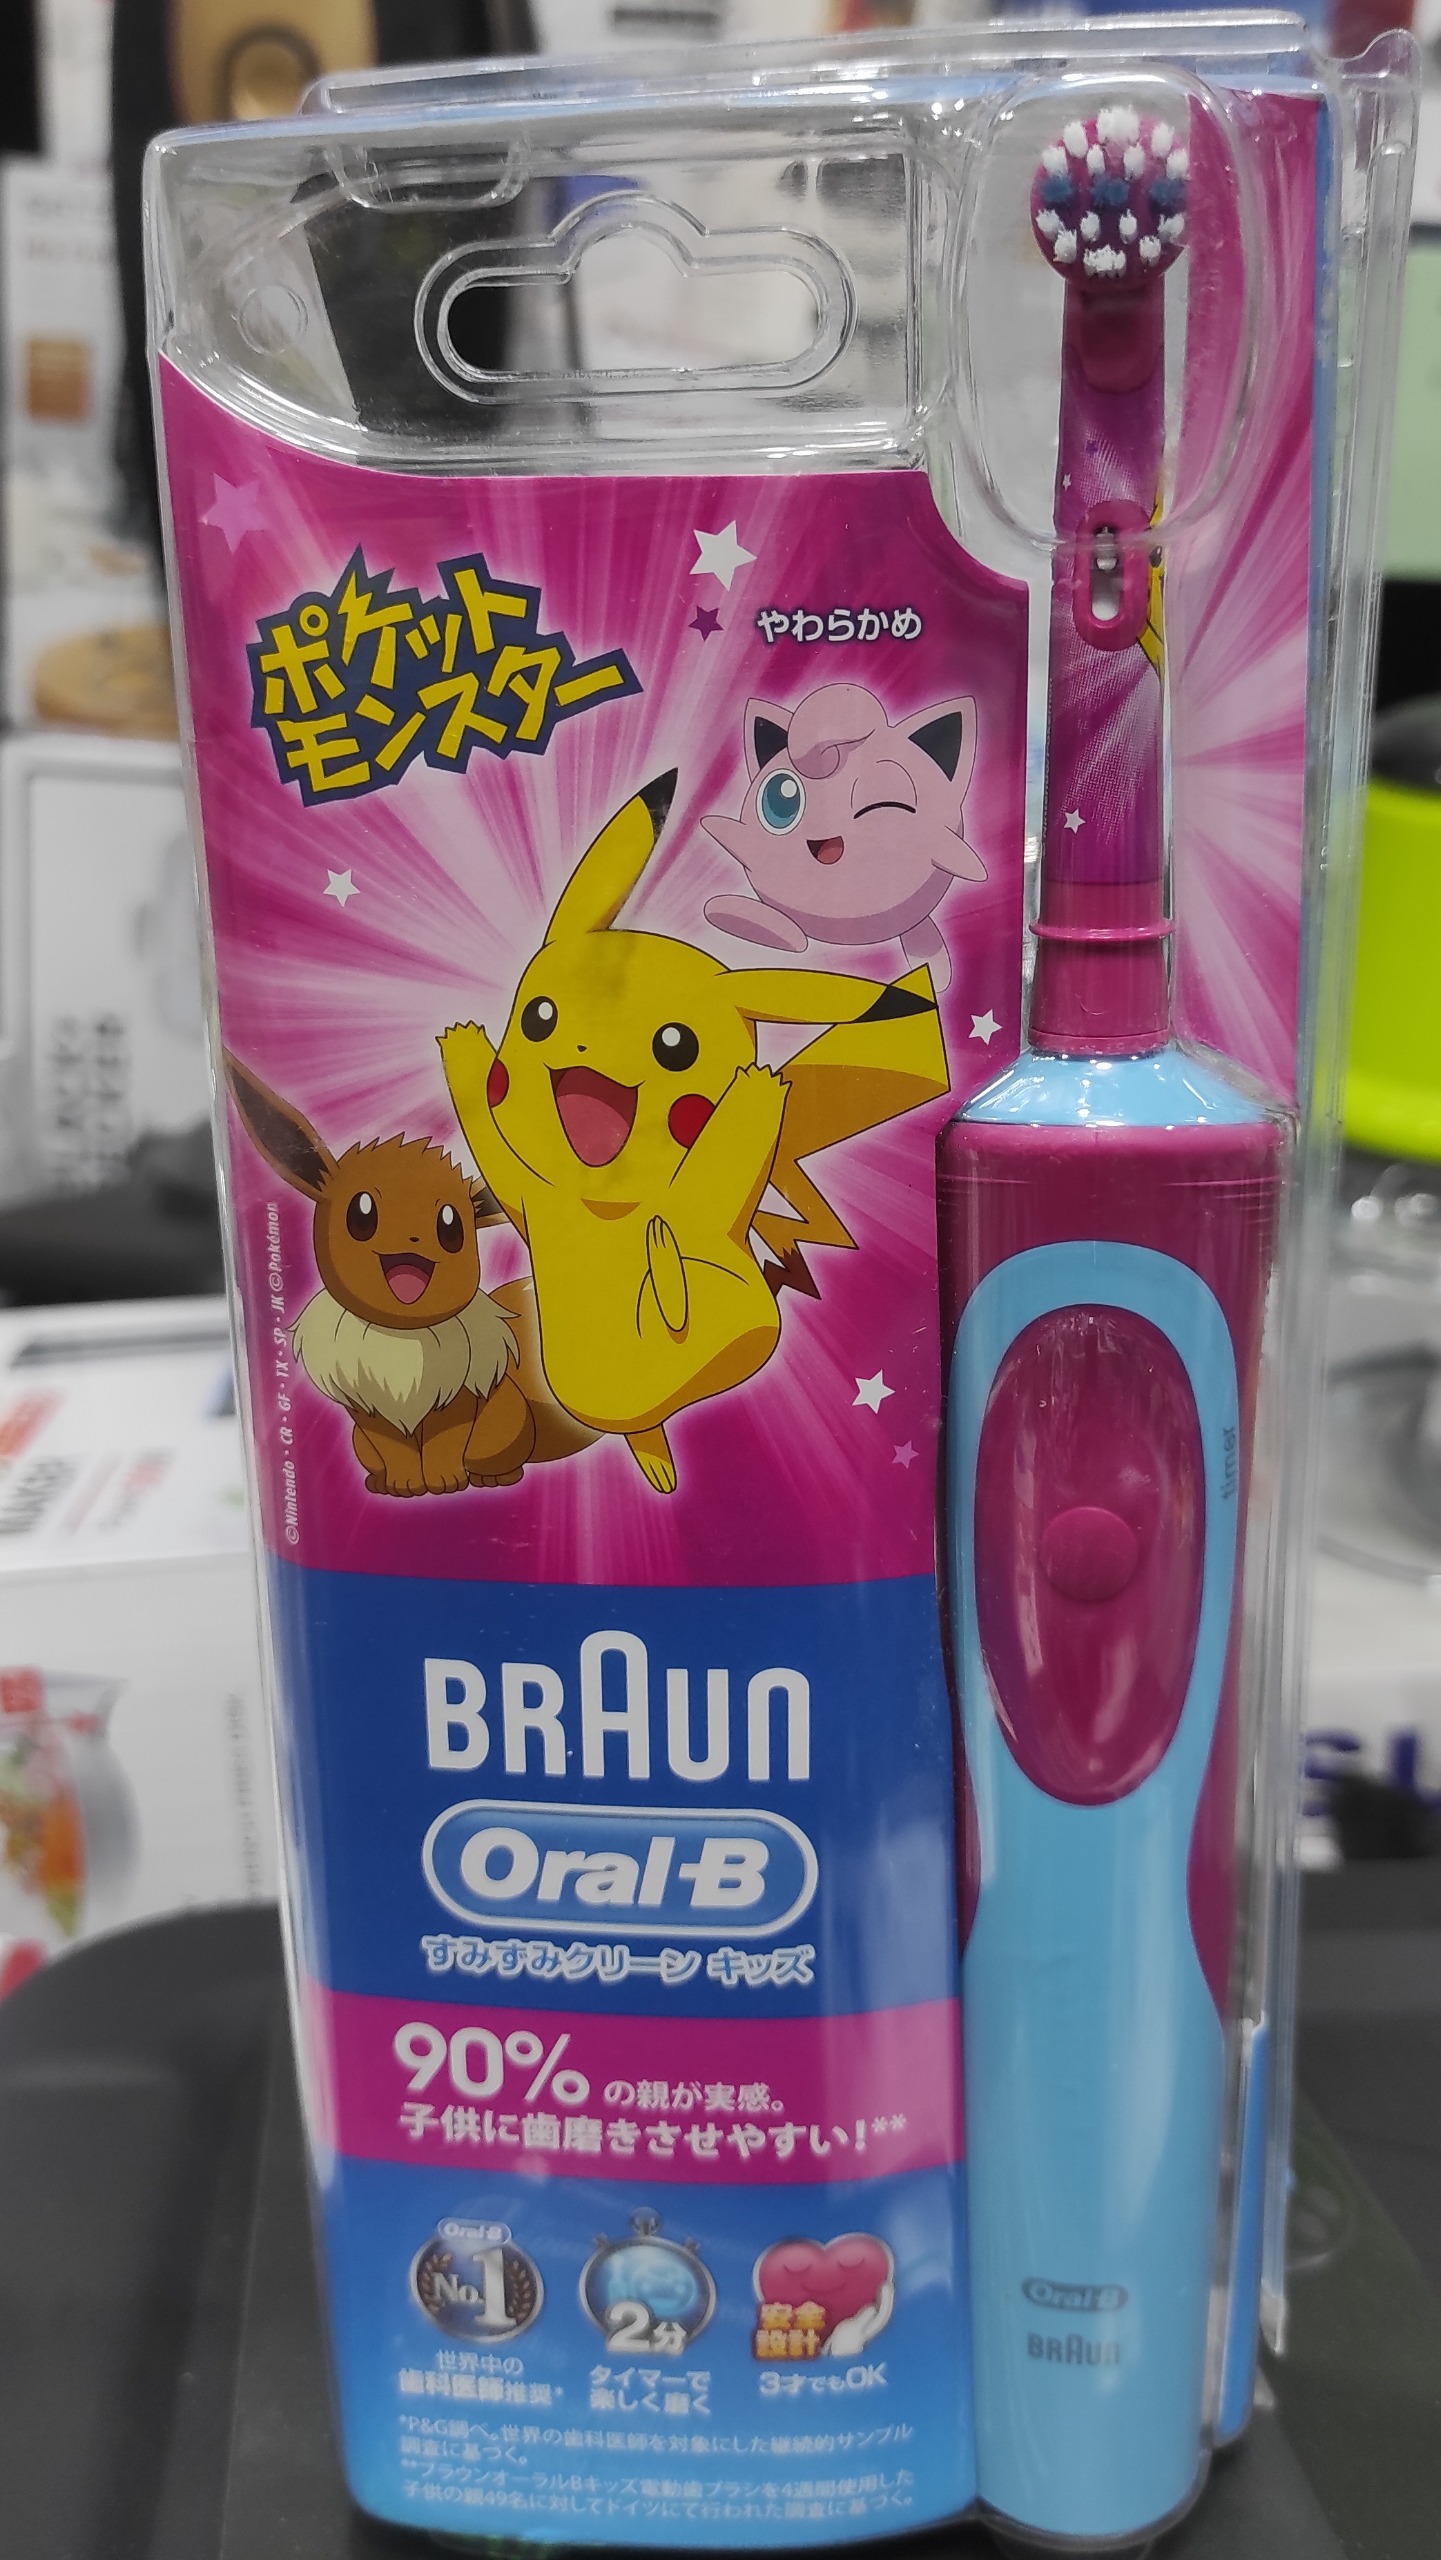 ポケット
モンスター
やわらかめ
©Nintendo・CR・GF・TX・SP・JK ©Pokémon
timer
BRAUN
Oral-B
すみずみクリーン キッズ
90%の親が実感。
子供に歯磨きさせやすい!**
Oral-B
No.1
世界中の
歯科医師推奨*
2分
タイマーで
楽しく磨く
安全
設計
3才でもOK
*P&G調べ。世界の歯科医師を対象にした継続的サンプル
調査に基づく。
**ブラウンオーラルBキッズ電動歯ブラシを4週間使用した
子供の親49名に対してドイツにて行われた調査に基づく。
Oral-B
BRAUN